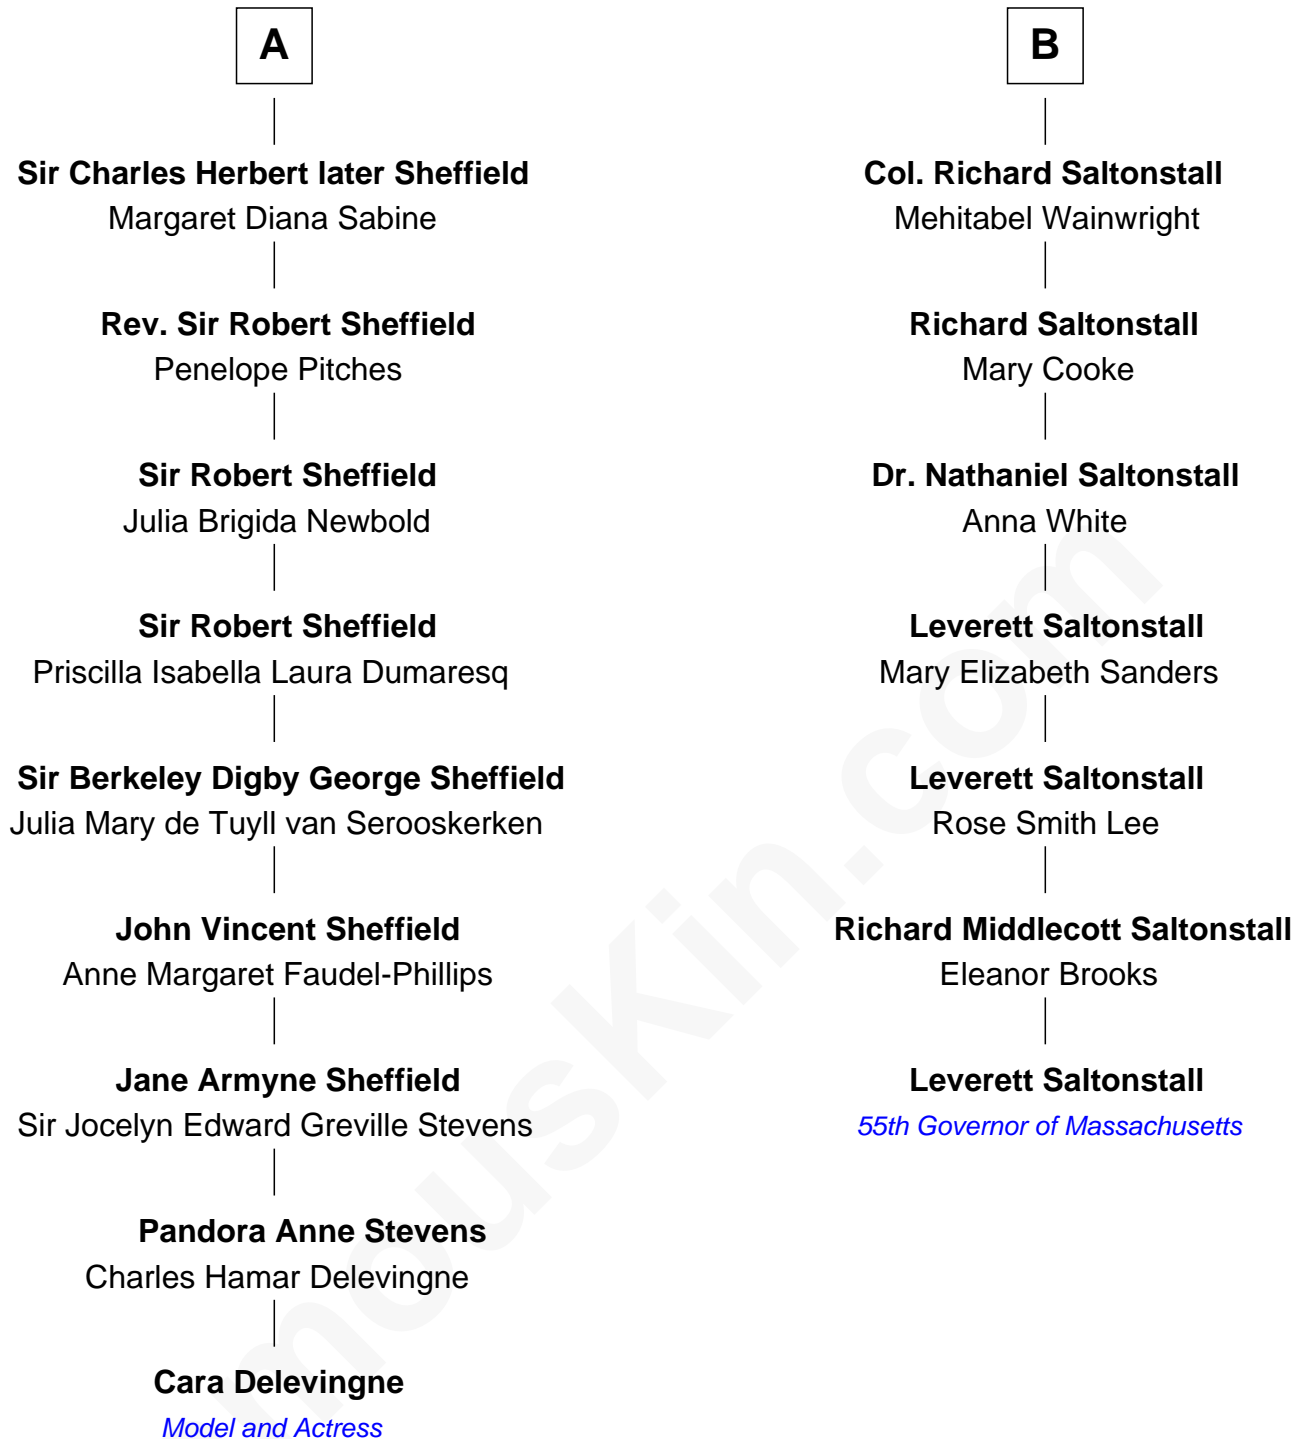 A
Sir Charles Herbert later Sheffield
Margaret Diana Sabine
Rev. Sir Robert Sheffield
Penelope Pitches
Sir Robert Sheffield
Julia Brigida Newbold
Sir Robert Sheffield
Priscilla Isabella Laura Dumaresq
Sir Berkeley Digby George Sheffield
Julia Mary de Tuyll van Serooskerken
John Vincent Sheffield
Anne Margaret Faudel-Phillips
Jane Armyne Sheffield
Sir Jocelyn Edward Greville Stevens
Pandora Anne Stevens
Charles Hamar Delevingne
Cara Delevingne
Model and Actress
B
Col. Richard Saltonstall
Mehitabel Wainwright
Richard Saltonstall
Mary Cooke
Dr. Nathaniel Saltonstall
Anna White
Leverett Saltonstall
Mary Elizabeth Sanders
Leverett Saltonstall
Rose Smith Lee
Richard Middlecott Saltonstall
Eleanor Brooks
Leverett Saltonstall
55th Governor of Massachusetts
mousKin.com